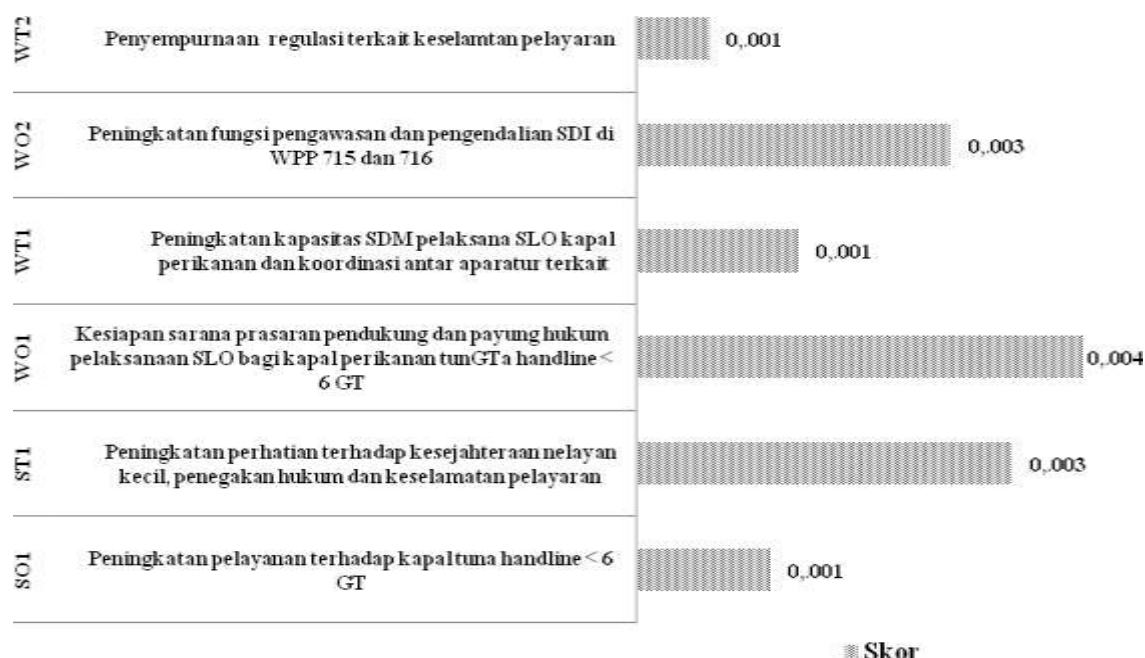 WT2
Penyempurnaan regulasi terkait keselamtan pelayaran
0,.001
WO2
Peningkatan fungsi pengawasan dan pengendalian SDI di
WPP 715 dan 716
0,.003
WT1
Peningkatan kapasitas SDM pelaksana SLO kapal
perikanan dan koordinasi antar aparatur terkait
0,.001
WO1
Kesiapan sarana prasaran pendukung dan payung hukum
pelaksanaan SLO bagi kapal perikanan tunGTa handline <
6 GT
0,.004
ST1
Peningkatan perhatian terhadap kesejahteraan nelayan
kecil, penegakan hukum dan keselamatan pelayaran
0,.003
SO1
Peningkatan pelayanan terhadap kapal tuna handline < 6
GT
0,.001
Skor